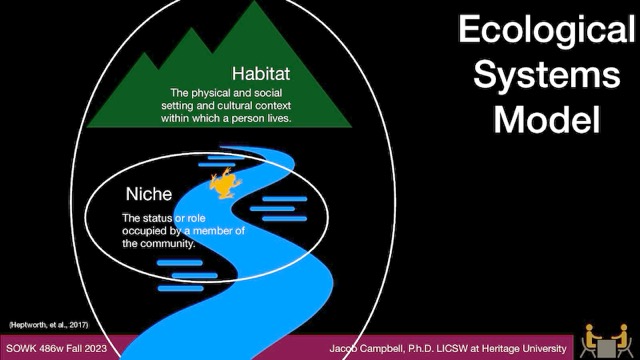 Ecological
Systems
Model
Habitat
The physical and social
setting and cultural context
within which a person lives.
Niche
The status or role
occupied by a member of
the community.
(Heptworth, et al., 2017)
SOWK 486w Fall 2023
Jacob Campbell, P.h.D. LICSW at Heritage University